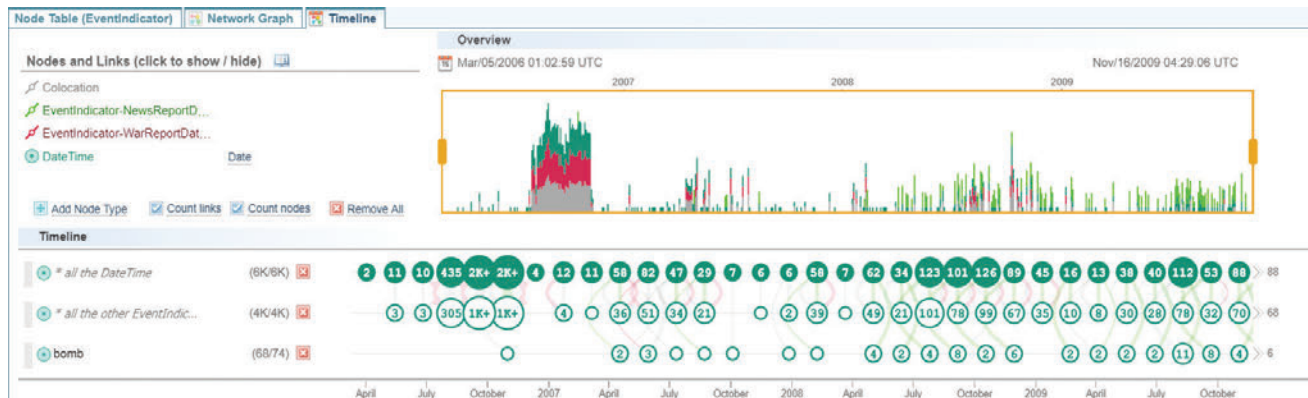 Node Table (EventIndicator) Network Graph Timeline
Overview
Nodes and Links (click to show / hide)
Mar/05/2006 01:02:59 UTC Nov/16/2009 04:29:06 UTC
2007 2008 2009
Colocation
EventIndicator-NewsReportD...
EventIndicator-WarReportDat...
DateTime Date
Add Node Type Count links Count nodes Remove All
Timeline
* all the DateTime (6K/6K) 2 11 10 435 2K+ 2K+ 4 12 11 58 82 47 29 7 6 6 58 7 62 34 123 101 126 89 45 16 13 38 40 112 53 88 88
* all the other EventIndic... (4K/4K) 3 3 305 1K+ 1K+ 4 36 51 34 21 2 39 49 21 101 78 99 67 35 10 8 30 28 78 32 70 68
bomb (68/74) 2 3 4 2 4 8 2 6 2 2 2 2 11 8 4 6
April July October 2007 April July October 2008 April July October 2009 April July October